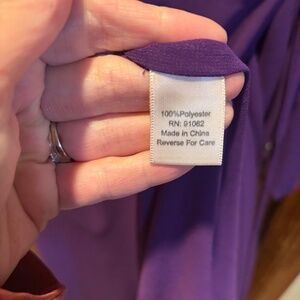 100%Polyester
RN: 91062
Made in China
Reverse For Care